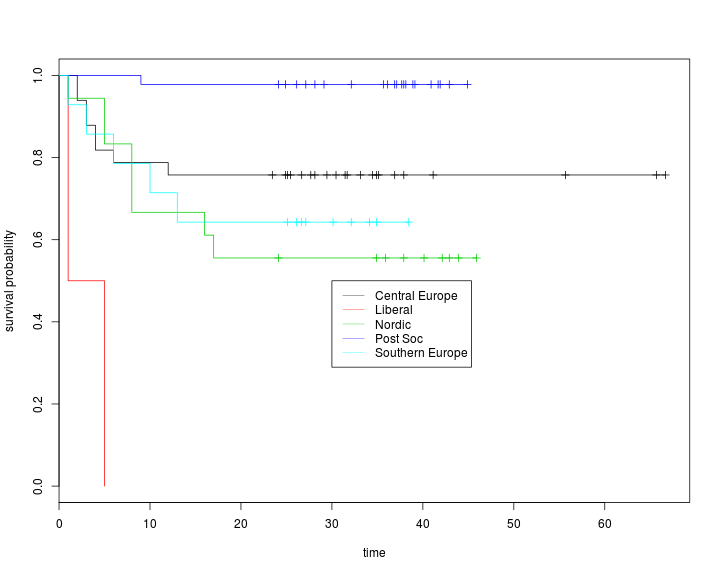 survival probability
1.0
0.8
0.6
0.4
0.2
0.0
Central Europe
Liberal
Nordic
Post Soc
Southern Europe
0 10 20 30 40 50 60
time